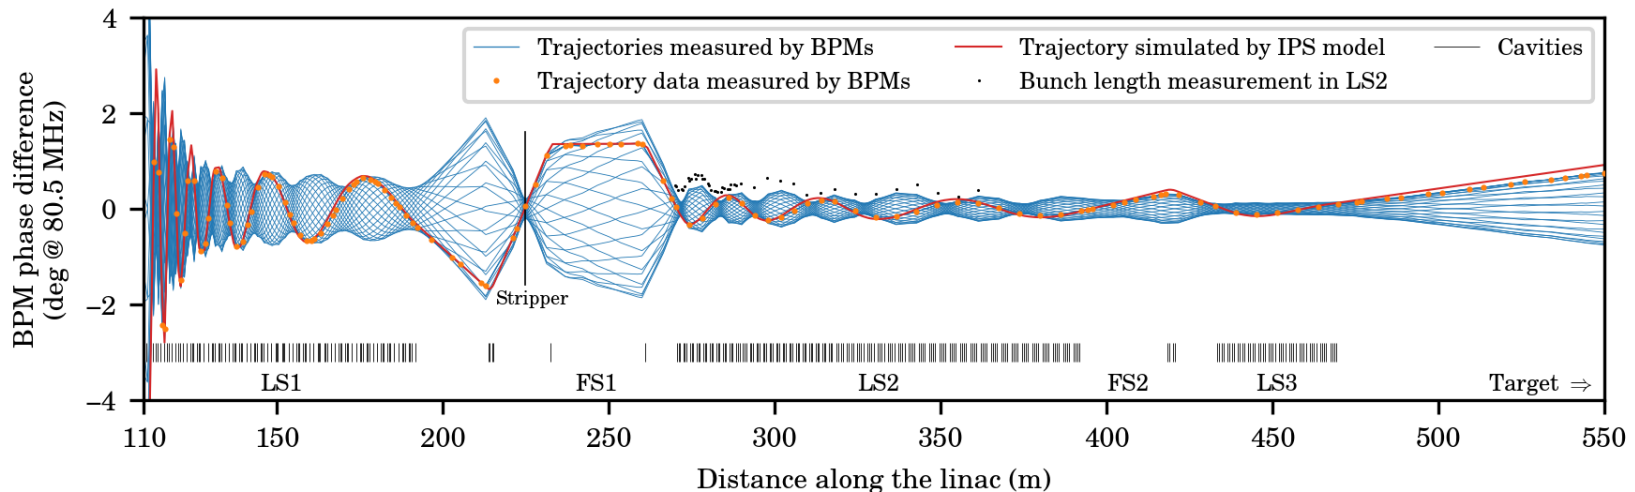 BPM phase difference
(deg @ 80.5 MHz)
4
2
0
−2
−4
Trajectories measured by BPMs
Trajectory data measured by BPMs
Trajectory simulated by IPS model
Bunch length measurement in LS2
Cavities
Stripper
LS1
FS1
LS2
FS2
LS3
Target ⇒
110 150 200 250 300 350 400 450 500 550
Distance along the linac (m)